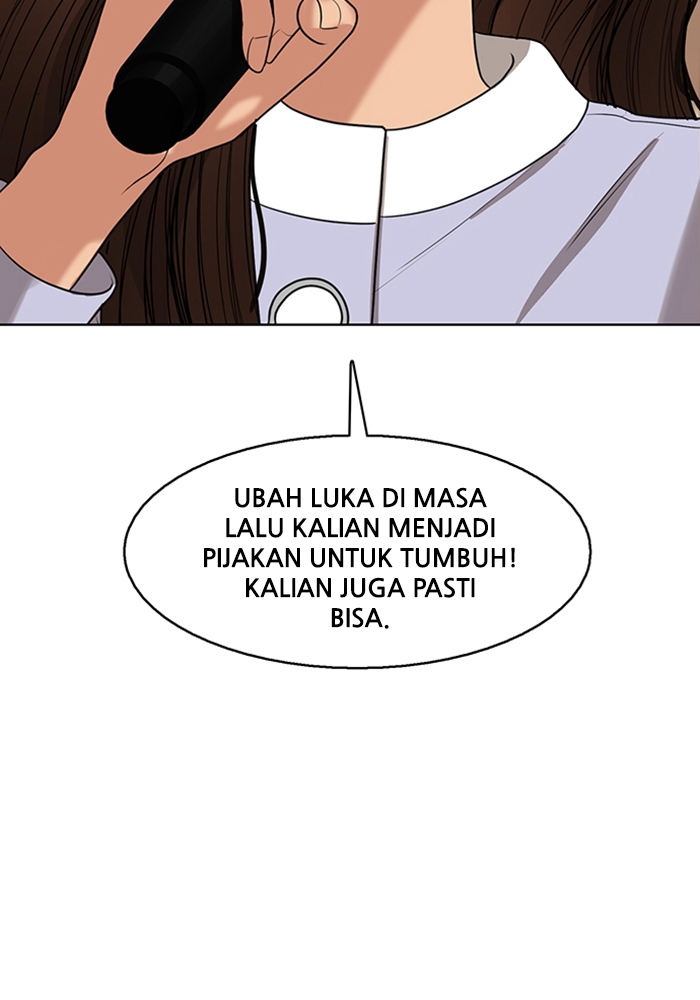 UBAH LUKA DI MASA
LALU KALIAN MENJADI
PIJAKAN UNTUK TUMBUH!
KALIAN JUGA PASTI
BISA.